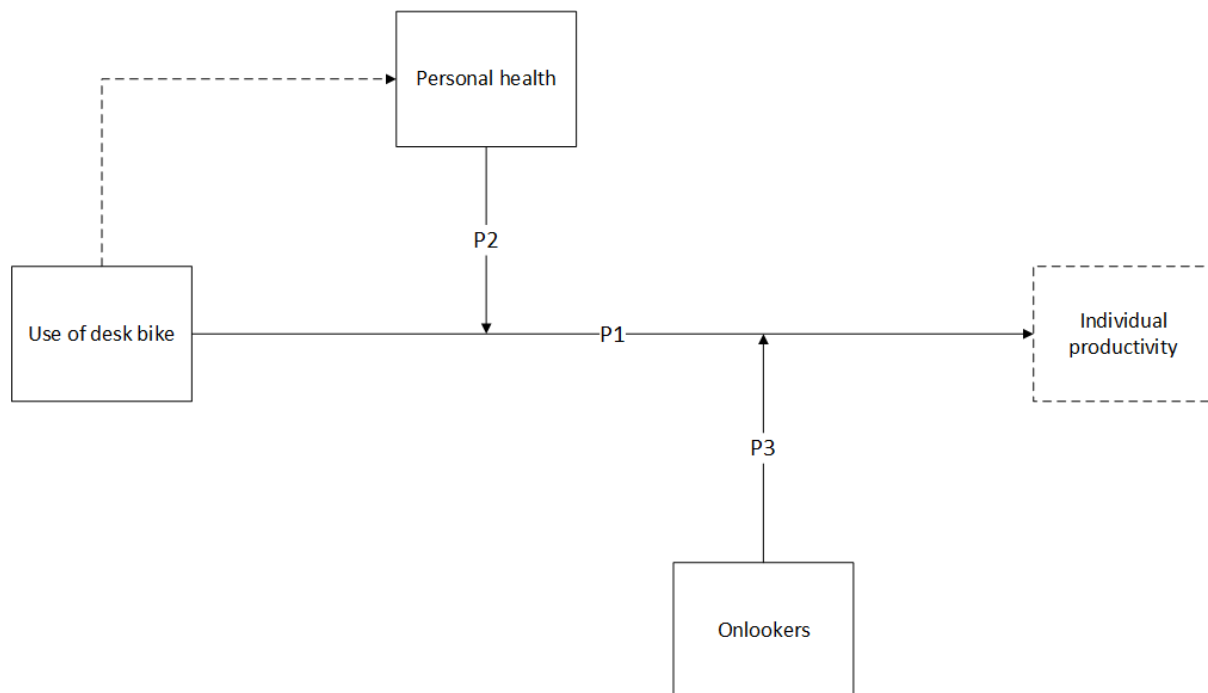 Personal health
P2
Use of desk bike
P1
Individual
productivity
P3
Onlookers